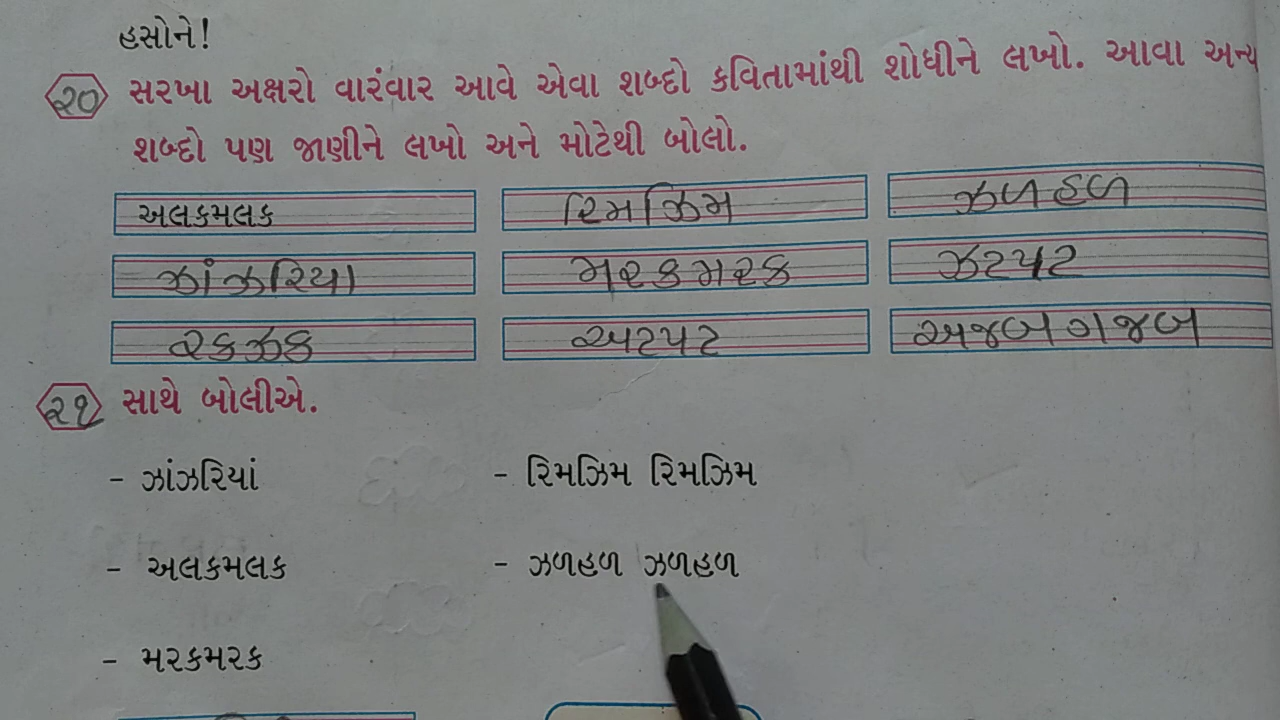 હસોને!
૨૦ સરખા અક્ષરો વારંવાર આવે એવા શબ્દો કવિતામાંથી શોધીને લખો. આવા અન્ય
શબ્દો પણ જાણીને લખો અને મોટેથી બોલો.
અલકમલક રિમઝિમ ઝળહળ
ઝાંઝરિયા મરકમરક ઝટપટ
રકઝક અટપટ અજબગજબ
૨૧ સાથે બોલીએ.
- ઝાંઝરિયાં - રિમઝિમ રિમઝિમ
- અલકમલક - ઝળહળ ઝળહળ
- મરકમરક